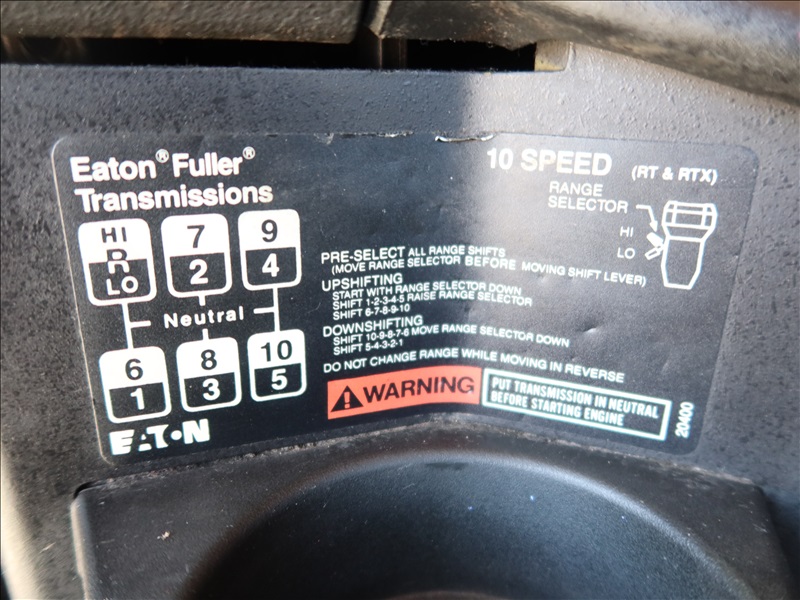 Eaton® Fuller®
Transmissions
10 SPEED (RT & RTX)
RANGE
SELECTOR
HI
LO
HI
R
LO
7
2
9
4
Neutral
6
1
8
3
10
5
EATON
PRE-SELECT ALL RANGE SHIFTS
(MOVE RANGE SELECTOR BEFORE MOVING SHIFT LEVER)
UPSHIFTING
START WITH RANGE SELECTOR DOWN
SHIFT 1-2-3-4-5 RAISE RANGE SELECTOR
SHIFT 6-7-8-9-10
DOWNSHIFTING
SHIFT 10-9-8-7-6 MOVE RANGE SELECTOR DOWN
SHIFT 5-4-3-2-1
DO NOT CHANGE RANGE WHILE MOVING IN REVERSE
WARNING
PUT TRANSMISSION IN NEUTRAL
BEFORE STARTING ENGINE
20400